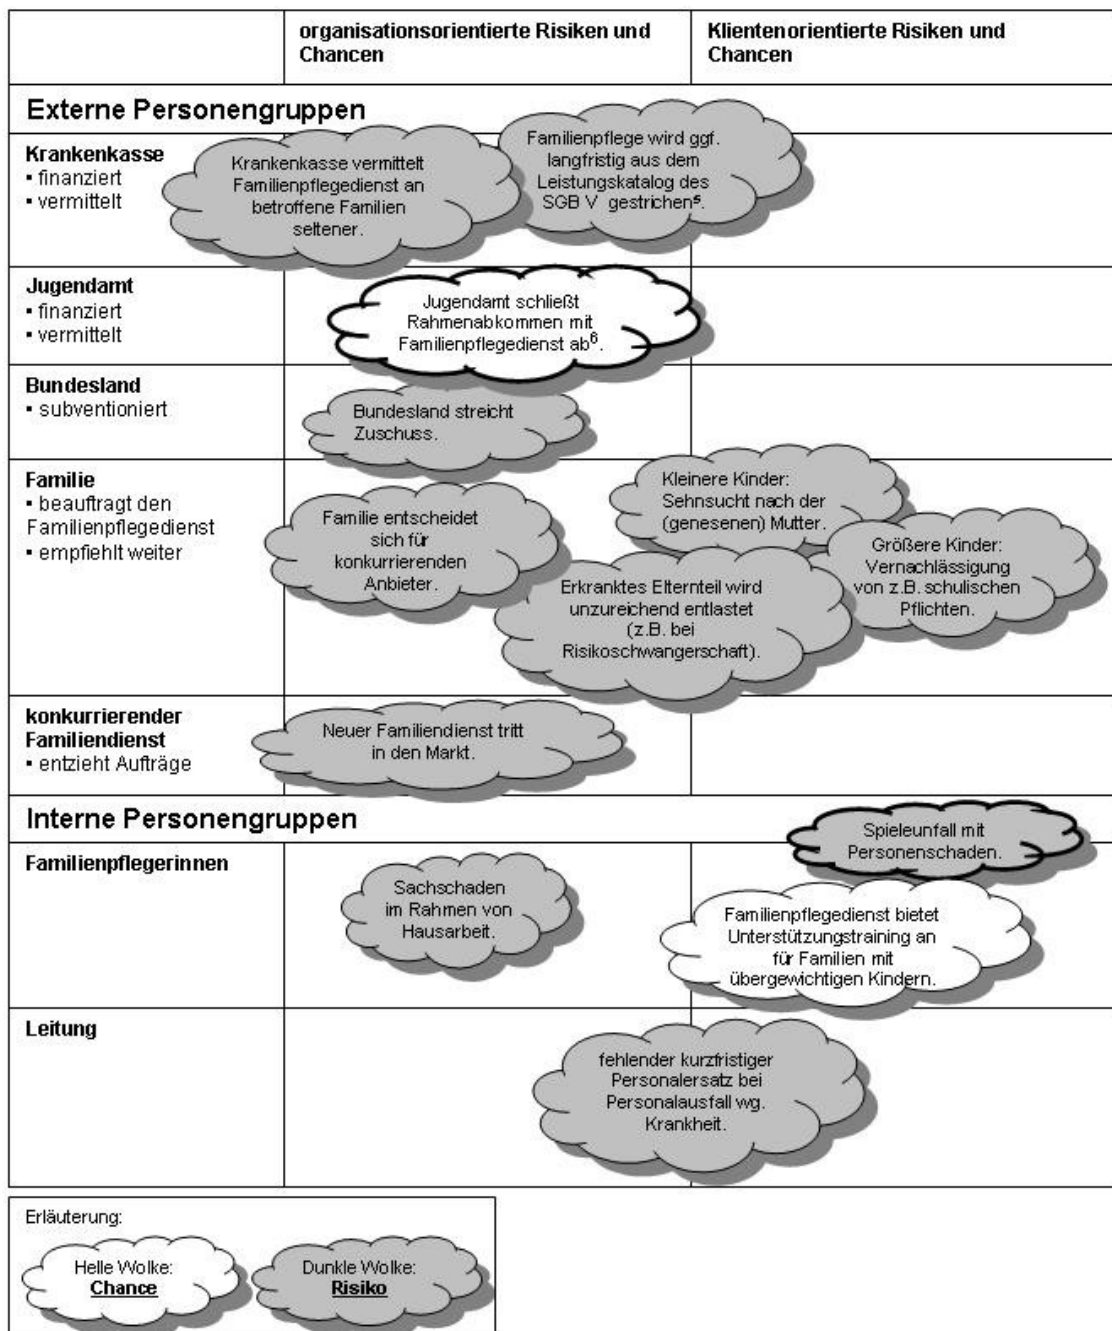 organisationsorientierte Risiken und
Chancen
Klientenorientierte Risiken und
Chancen
Externe Personengruppen
Krankenkasse
▪ finanziert
▪ vermittelt
Krankenkasse vermittelt
Familienpflegedienst an
betroffene Familien
seltener.
Familienpflege wird ggf.
langfristig aus dem
Leistungskatalog des
SGB V gestrichen⁵.
Jugendamt
▪ finanziert
▪ vermittelt
Jugendamt schließt
Rahmenabkommen mit
Familienpflegedienst ab⁶.
Bundesland
▪ subventioniert
Bundesland streicht
Zuschuss.
Familie
▪ beauftragt den
Familienpflegedienst
▪ empfiehlt weiter
Familie entscheidet
sich für
konkurrierenden
Anbieter.
Kleinere Kinder:
Sehnsucht nach der
(genesenen) Mutter.
Größere Kinder:
Vernachlässigung
von z.B. schulischen
Pflichten.
Erkranktes Elternteil wird
unzureichend entlastet
(z.B. bei
Risikoschwangerschaft).
konkurrierender
Familiendienst
▪ entzieht Aufträge
Neuer Familiendienst tritt
in den Markt.
Interne Personengruppen
Familienpflegerinnen
Sachschaden
im Rahmen von
Hausarbeit.
Spieleunfall mit
Personenschaden.
Familienpflegedienst bietet
Unterstützungstraining an
für Familien mit
übergewichtigen Kindern.
Leitung
fehlender kurzfristiger
Personalersatz bei
Personalausfall wg.
Krankheit.
Erläuterung:
Helle Wolke:
Chance
Dunkle Wolke:
Risiko